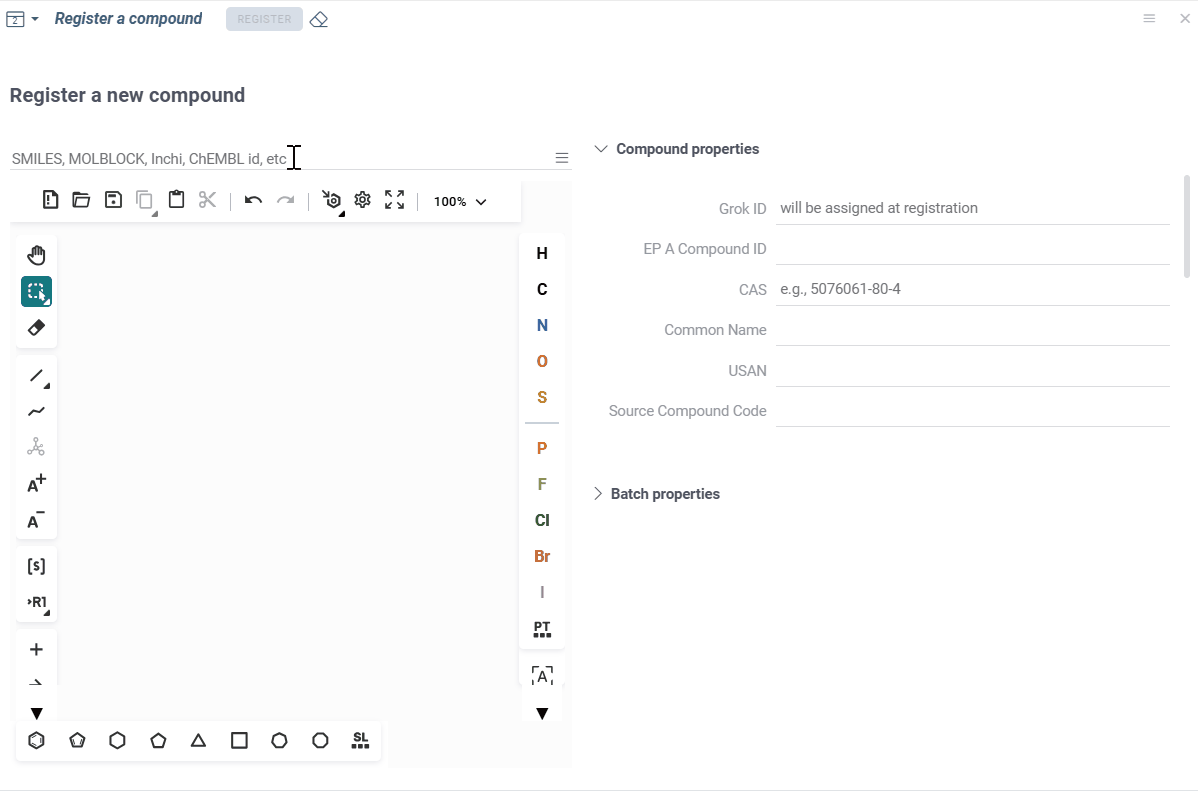 2 Register a compound REGISTER
Register a new compound
SMILES, MOLBLOCK, Inchi, ChEMBL id, etc
100%
A+
A-
[s]
›R1
H
C
N
O
S
P
F
Cl
Br
I
PT
[A]
SL
Compound properties
Grok ID will be assigned at registration
EP A Compound ID
CAS e.g., 5076061-80-4
Common Name
USAN
Source Compound Code
Batch properties